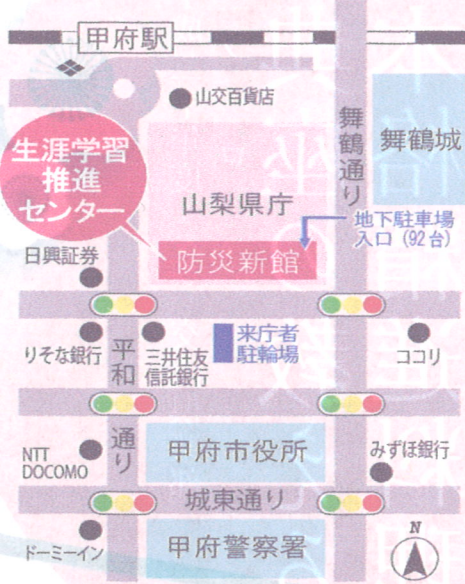 甲府駅
山交百貨店
舞鶴通り
舞鶴城
生涯学習
推進
センター
山梨県庁
地下駐車場
入口（92台）
防災新館
日興証券
りそな銀行
平和通り
三井住友
信託銀行
来庁者
駐輪場
ココリ
NTT
DOCOMO
甲府市役所
みずほ銀行
城東通り
ドーミーイン
甲府警察署
N